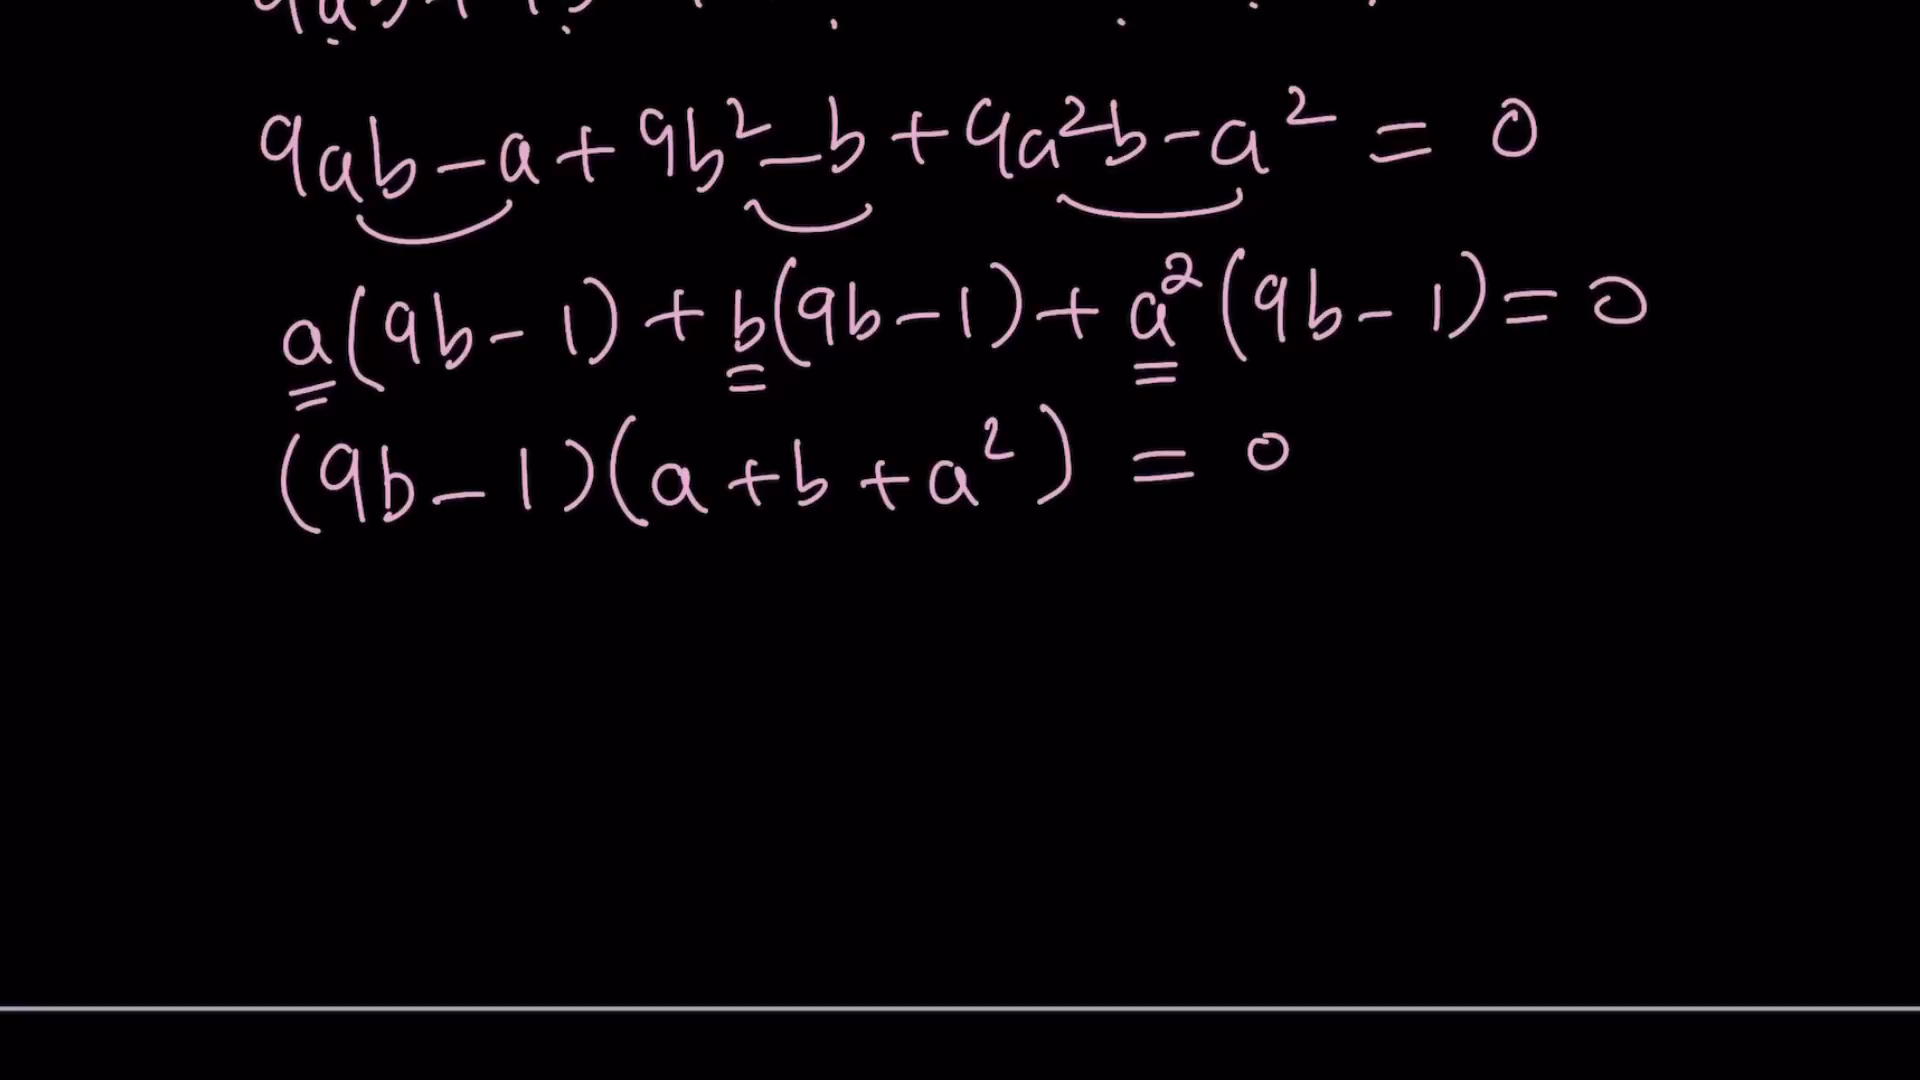 9ab - a + 9b² - b + 9a²b - a² = 0
a(9b - 1) + b(9b - 1) + a²(9b - 1) = 0
(9b - 1)(a + b + a²) = 0